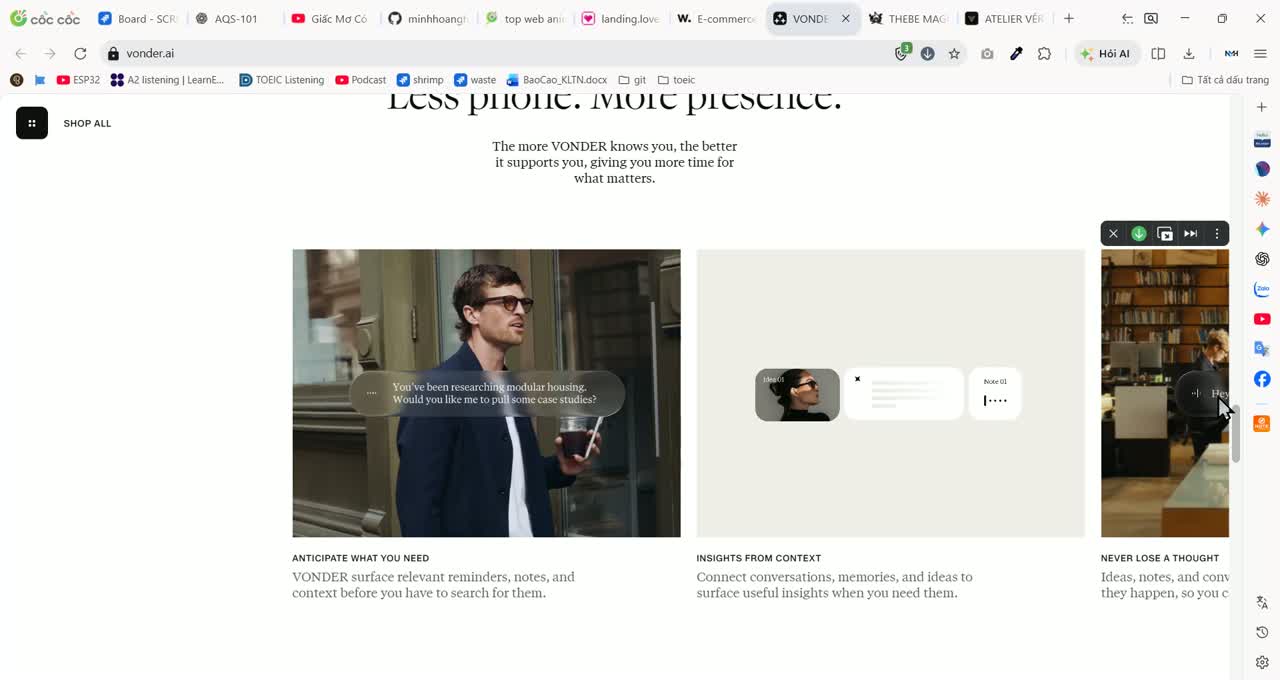 cốc cốc
Board - SCR
AQS-101
Giấc Mơ Có
minhhoangh
top web ani
landing.love
E-commerce
VONDE
THEBE MAG
ATELIER VÉR
vonder.ai
3
Hỏi AI
ESP32
A2 listening | LearnE...
TOEIC Listening
Podcast
shrimp
waste
BaoCao_KLTN.docx
git
toeic
Tất cả dấu trang
SHOP ALL
Less phone. More presence.
The more VONDER knows you, the better
it supports you, giving you more time for
what matters.
You've been researching modular housing.
Would you like me to pull some case studies?
Idea 01
Note 01
Hey
ANTICIPATE WHAT YOU NEED
VONDER surface relevant reminders, notes, and
context before you have to search for them.
INSIGHTS FROM CONTEXT
Connect conversations, memories, and ideas to
surface useful insights when you need them.
NEVER LOSE A THOUGHT
Ideas, notes, and conv
they happen, so you c
Zalo